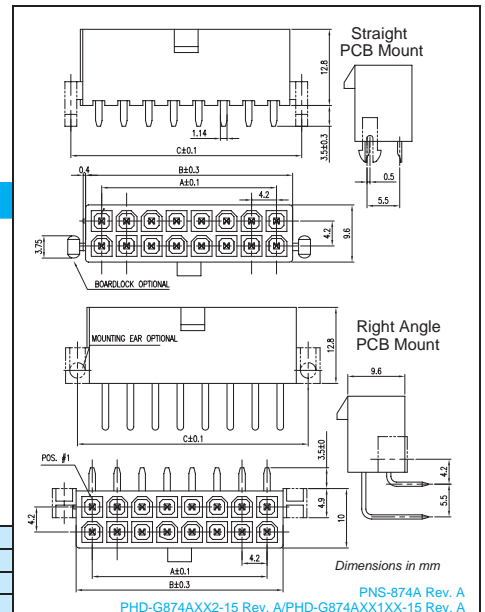 Straight
PCB Mount
12.8
1.14
3.5±0.3
C±0.1
0.4
B±0.3
A±0.1
4.2
0.5
5.5
4.2
9.6
3.75
BOARDLOCK OPTIONAL
MOUNTING EAR OPTIONAL
12.8
Right Angle
PCB Mount
9.6
C±0.1
POS. #1
3.5±0
4.2
5.5
4.2
4.9
10
4.2
A±0.1
B±0.3
Dimensions in mm
PNS-874A Rev. A
PHD-G874AXX2-15 Rev. A/PHD-G874AXX1XX-15 Rev. A